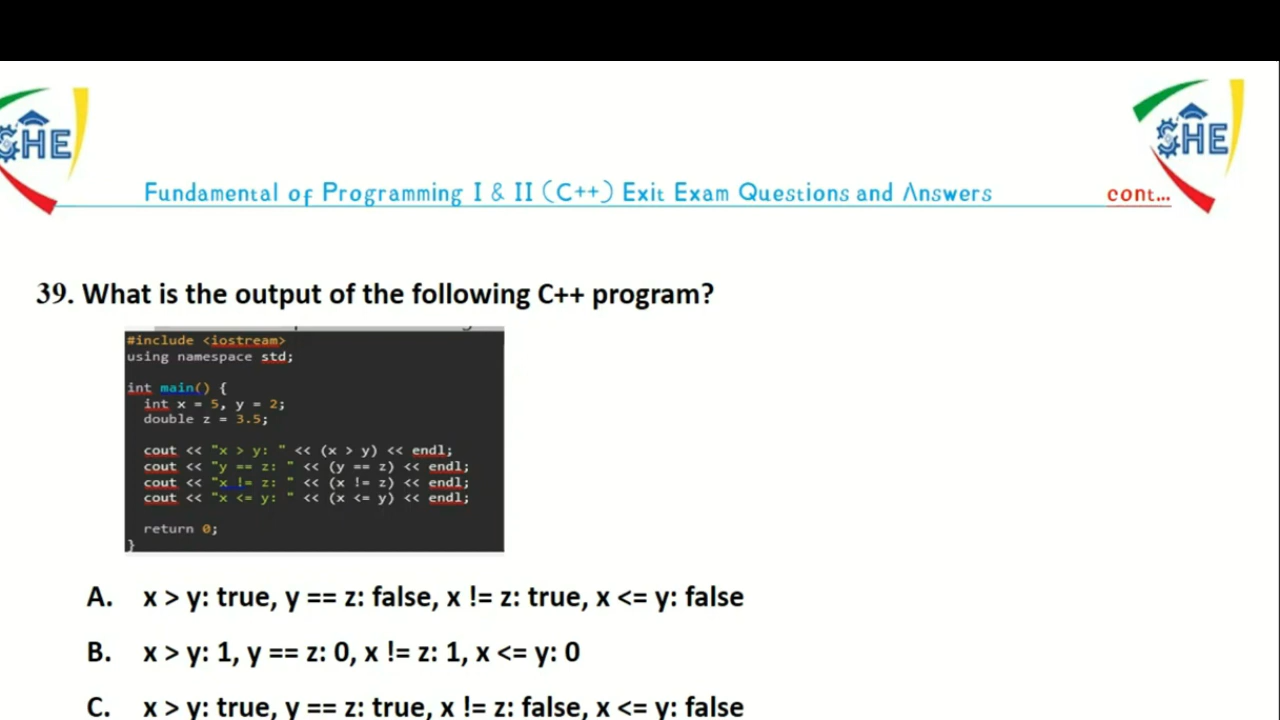 SHE
SHE
Fundamental of Programming I & II (C++) Exit Exam Questions and Answers cont...
39. What is the output of the following C++ program?
#include <iostream>
using namespace std;
int main() {
int x = 5, y = 2;
double z = 3.5;
cout << "x > y: " << (x > y) << endl;
cout << "y == z: " << (y == z) << endl;
cout << "x != z: " << (x != z) << endl;
cout << "x <= y: " << (x <= y) << endl;
return 0;
}
A. x > y: true, y == z: false, x != z: true, x <= y: false
B. x > y: 1, y == z: 0, x != z: 1, x <= y: 0
C. x > y: true, y == z: true, x != z: false, x <= y: false